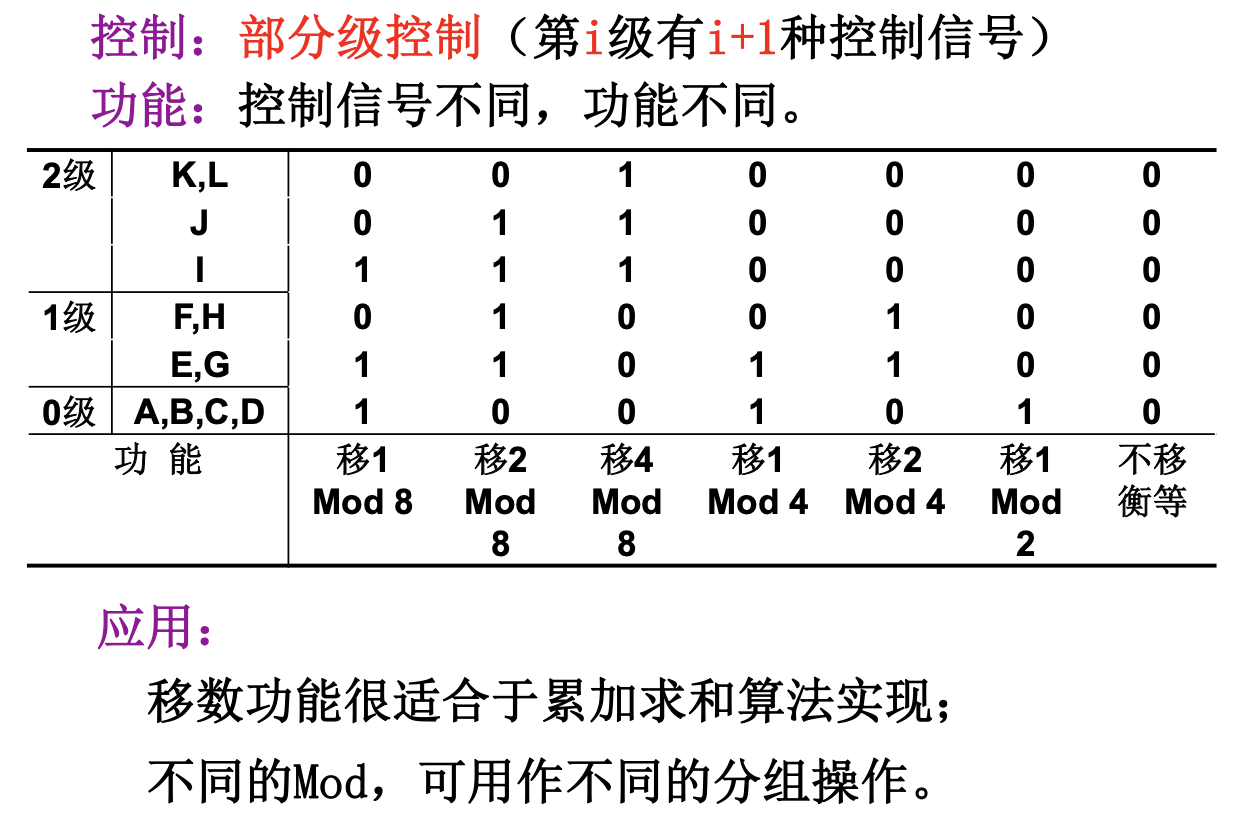 控制：部分级控制（第i级有i+1种控制信号）
功能：控制信号不同，功能不同。
2级 K,L 0 0 1 0 0 0 0
J 0 1 1 0 0 0 0
I 1 1 1 0 0 0 0
1级 F,H 0 1 0 0 1 0 0
E,G 1 1 0 1 1 0 0
0级 A,B,C,D 1 0 0 1 0 1 0
功 能 移1 移2 移4 移1 移2 移1 不移
Mod 8 Mod Mod Mod 4 Mod 4 Mod 衡等
8 8 2
应用：
移数功能很适合于累加求和算法实现；
不同的Mod，可用作不同的分组操作。